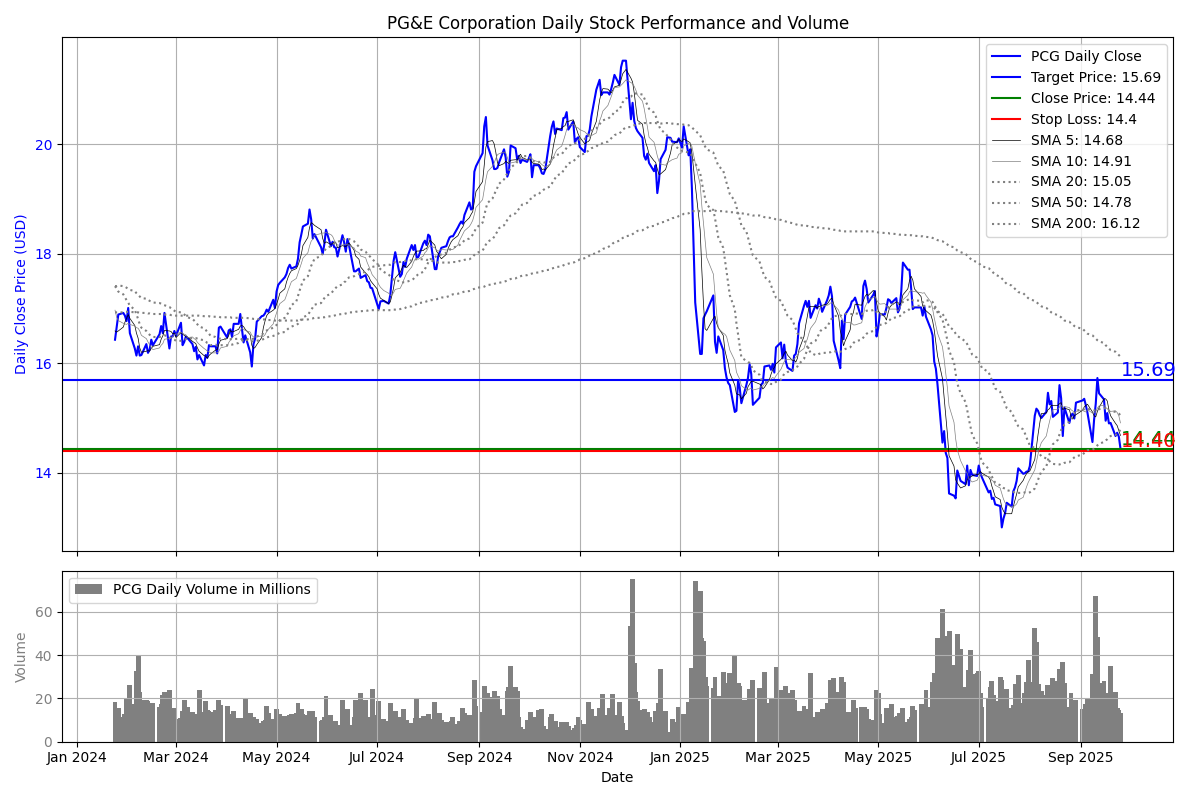 PG&E Corporation Daily Stock Performance and Volume
Daily Close Price (USD)
20
18
16
14
PCG Daily Close
Target Price: 15.69
Close Price: 14.44
Stop Loss: 14.4
SMA 5: 14.68
SMA 10: 14.91
SMA 20: 15.05
SMA 50: 14.78
SMA 200: 16.12
15.69
14.44
14.40
PCG Daily Volume in Millions
Volume
60
40
20
0
Jan 2024
Mar 2024
May 2024
Jul 2024
Sep 2024
Nov 2024
Jan 2025
Mar 2025
May 2025
Jul 2025
Sep 2025
Date